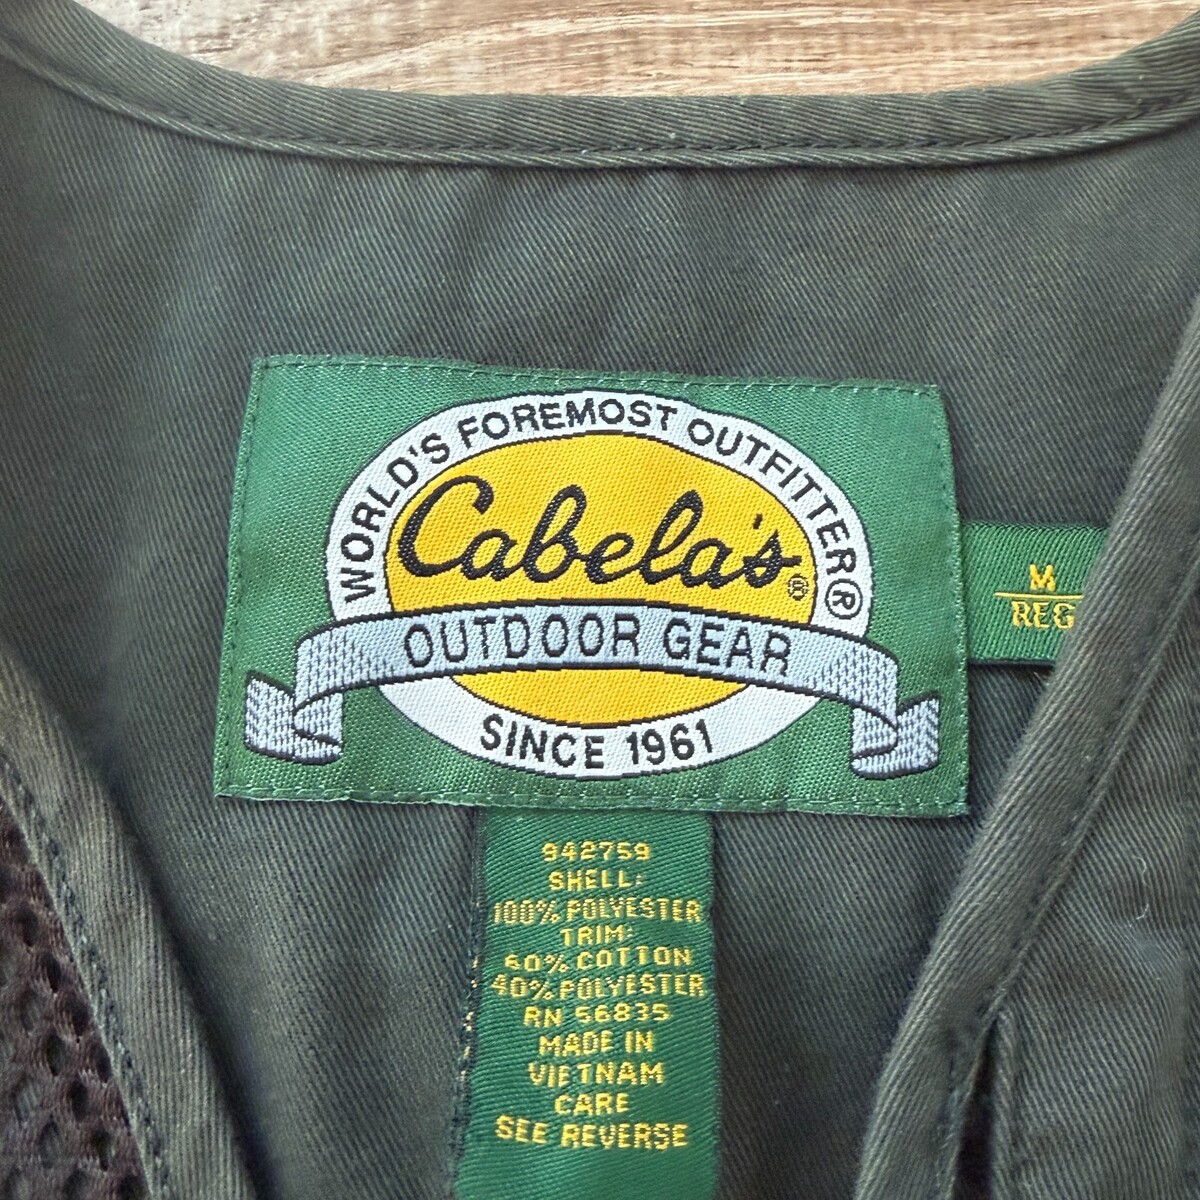 WORLD'S FOREMOST OUTFITTER®
Cabela's®
OUTDOOR GEAR
SINCE 1961
M
REG
942759
SHELL:
100% POLYESTER
TRIM:
60% COTTON
40% POLYESTER
RN 56835
MADE IN
VIETNAM
CARE
SEE REVERSE